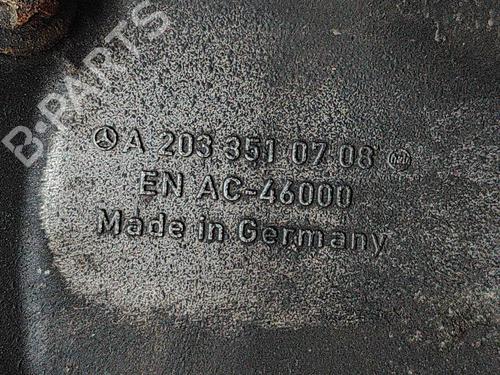 B-PARTS
A 203 351 07 08
EN AC-46000
Made in Germany